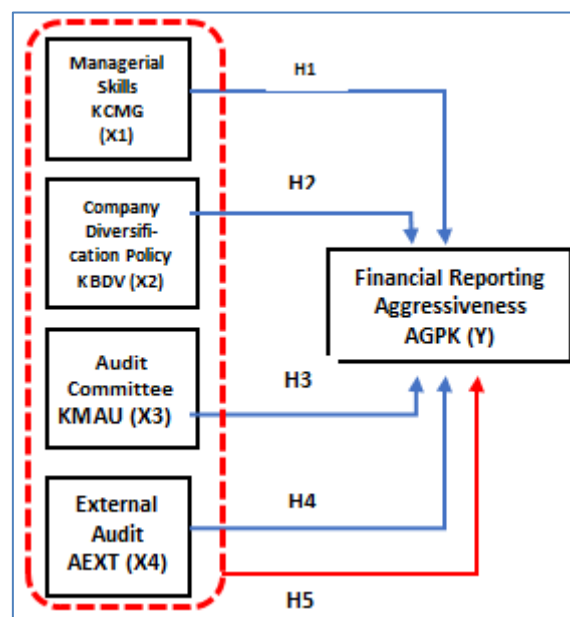 Managerial
Skills
KCMG
(X1)
H1
Company
Diversifi-
cation Policy
KBDV (X2)
H2
Financial Reporting
Aggressiveness
AGPK (Y)
Audit
Committee
KMAU (X3)
H3
External
Audit
AEXT (X4)
H4
H5